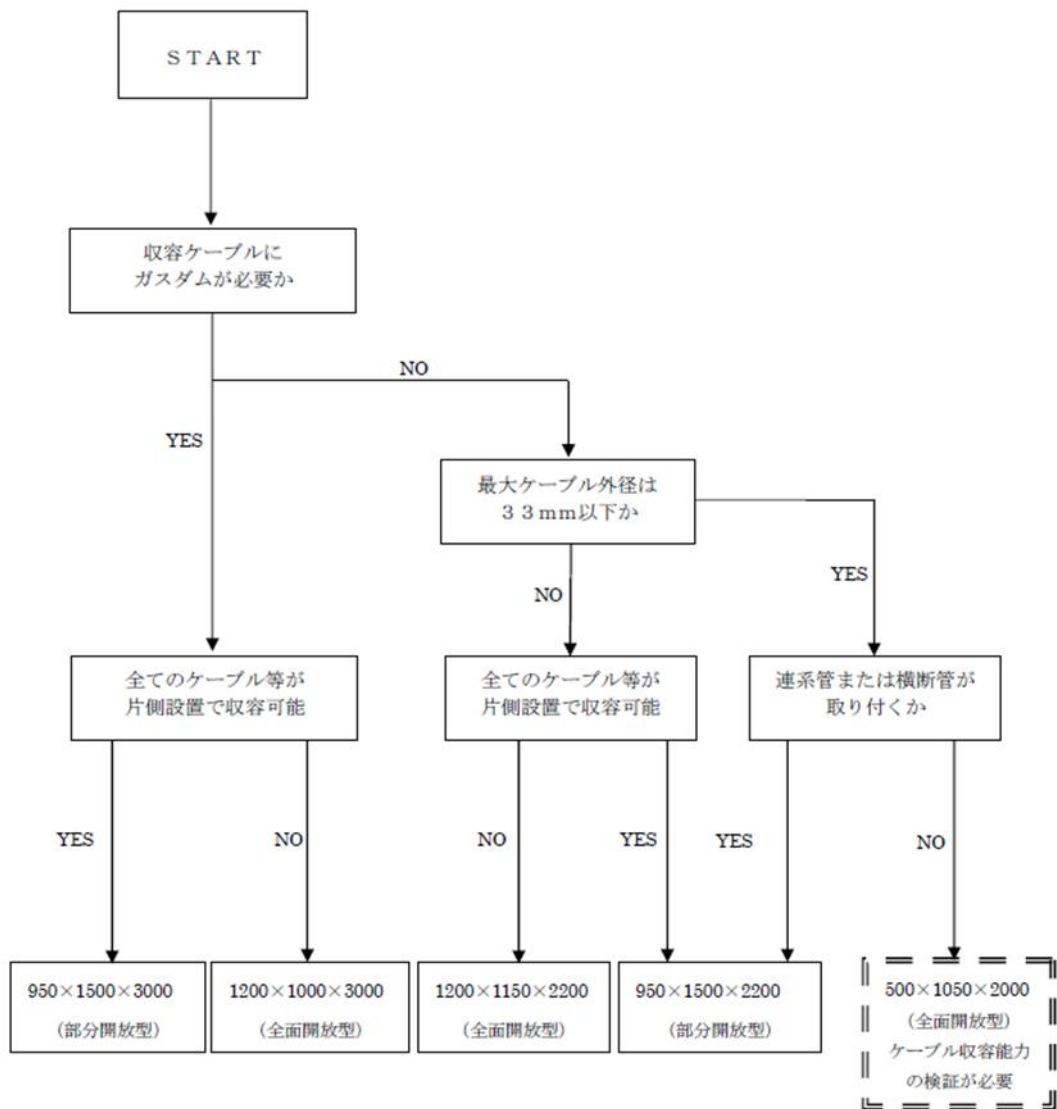 ＳＴＡＲＴ
収容ケーブルに
ガスダムが必要か
NO
YES
最大ケーブル外径は
３３mm以下か
NO
YES
全てのケーブル等が
片側設置で収容可能
全てのケーブル等が
片側設置で収容可能
連系管または横断管が
取り付くか
YES
NO
NO
YES
YES
NO
950×1500×3000
（部分開放型）
1200×1000×3000
（全面開放型）
1200×1150×2200
（全面開放型）
950×1500×2200
（部分開放型）
500×1050×2000
（全面開放型）
ケーブル収容能力
の検証が必要